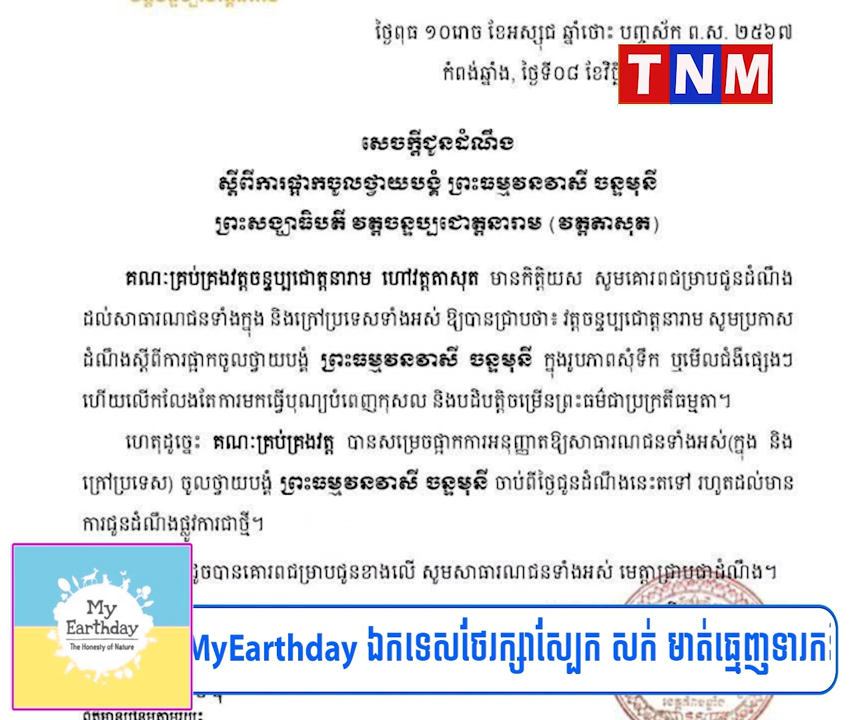 ថ្ងៃពុធ ១០រោច ខែអស្សុជ ឆ្នាំថោះ បញ្ចស័ក ព.ស. ២៥៦៧
កំពង់ឆ្នាំង, ថ្ងៃទី០៨
TNM
សេចក្តីជូនដំណឹង
ស្តីពីការផ្អាកចូលថ្វាយបង្គំ ព្រះធម្មវនវាសី ចន្ទមុនី
ព្រះសង្ឃាធិបតី វត្តចន្ទប្បជោត្តនារាម (វត្តតាសុត)
គណៈគ្រប់គ្រងវត្តចន្ទប្បជោត្តនារាម ហៅវត្តតាសុត មានកិត្តិយស សូមគោរពជម្រាបជូនដំណឹង
ដល់សាធារណជនទាំងក្នុង និងក្រៅប្រទេសទាំងអស់ ឱ្យបានជ្រាបថា៖ វត្តចន្ទប្បជោត្តនារាម សូមប្រកាស
ដំណឹងស្តីពីការផ្អាកចូលថ្វាយបង្គំ ព្រះធម្មវនវាសី ចន្ទមុនី ក្នុងរូបភាពសុំទឹក ឬមើលជំងឺផ្សេងៗ
ហើយលើកលែងតែការមកធ្វើបុណ្យបំពេញកុសល និងបដិបត្តិចម្រើនព្រះធម៌ជាប្រក្រតីធម្មតា។
ហេតុដូច្នេះ គណៈគ្រប់គ្រងវត្ត បានសម្រេចផ្អាកការអនុញ្ញាតឱ្យសាធារណជនទាំងអស់(ក្នុង និង
ក្រៅប្រទេស) ចូលថ្វាយបង្គំ ព្រះធម្មវនវាសី ចន្ទមុនី ចាប់ពីថ្ងៃជូនដំណឹងនេះតទៅ រហូតដល់មាន
ការជូនដំណឹងផ្លូវការជាថ្មី។
ដូចបានគោរពជម្រាបជូនខាងលើ សូមសាធារណជនទាំងអស់ មេត្តាជ្រាបជាដំណឹង។
My
Earthday
The Honesty of Nature
MyEarthday ឯកទេសថែរក្សាស្បែក សក់ មាត់ធ្មេញទារក